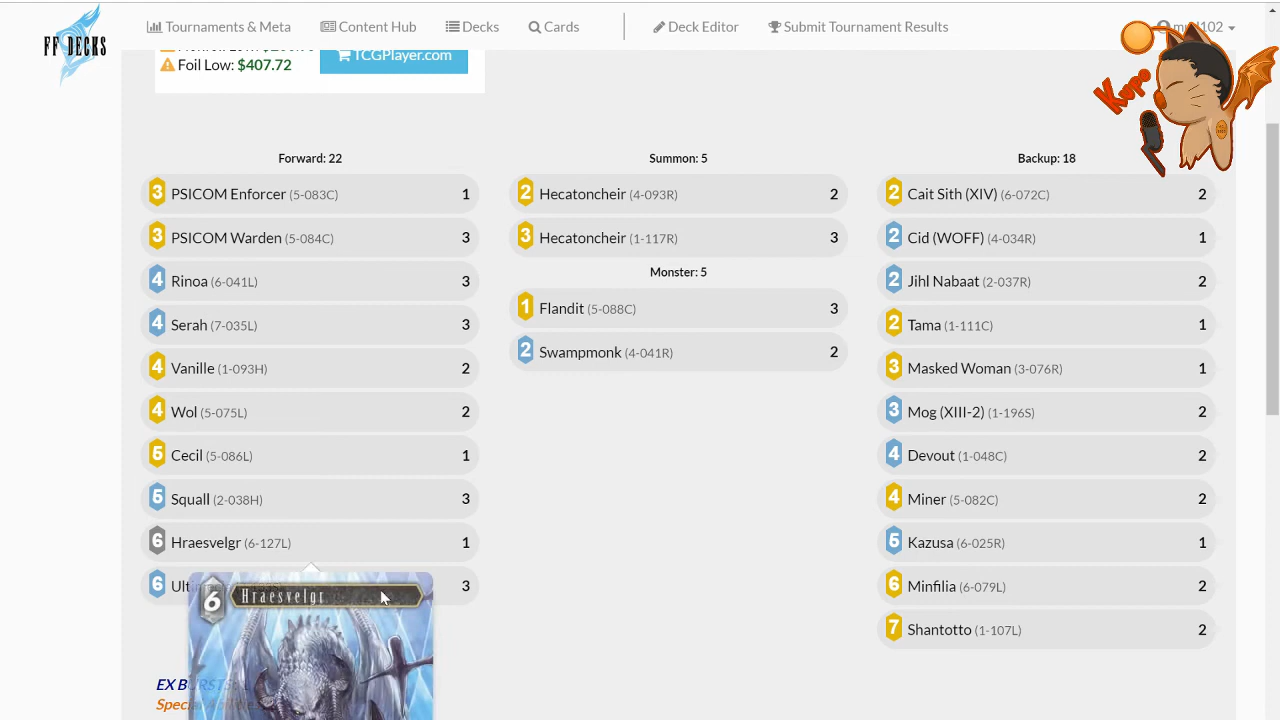 FF DECKS
Tournaments & Meta
Content Hub
Decks
Cards
Deck Editor
Submit Tournament Results
Foil Low: $407.72
TCGPlayer.com
Kupo
Forward: 22
3 PSICOM Enforcer (5-083C) 1
3 PSICOM Warden (5-084C) 3
4 Rinoa (6-041L) 3
4 Serah (7-035L) 3
4 Vanille (1-093H) 2
4 Wol (5-075L) 2
5 Cecil (5-086L) 1
5 Squall (2-038H) 3
6 Hraesvelgr (6-127L) 1
6 3
6 Hraesvelgr
EX BURSTS
Special
Summon: 5
2 Hecatoncheir (4-093R) 2
3 Hecatoncheir (1-117R) 3
Monster: 5
1 Flandit (5-088C) 3
2 Swampmonk (4-041R) 2
Backup: 18
2 Cait Sith (XIV) (6-072C) 2
2 Cid (WOFF) (4-034R) 1
2 Jihl Nabaat (2-037R) 2
2 Tama (1-111C) 1
3 Masked Woman (3-076R) 1
3 Mog (XIII-2) (1-196S) 2
4 Devout (1-048C) 2
4 Miner (5-082C) 2
5 Kazusa (6-025R) 1
6 Minfilia (6-079L) 2
7 Shantotto (1-107L) 2